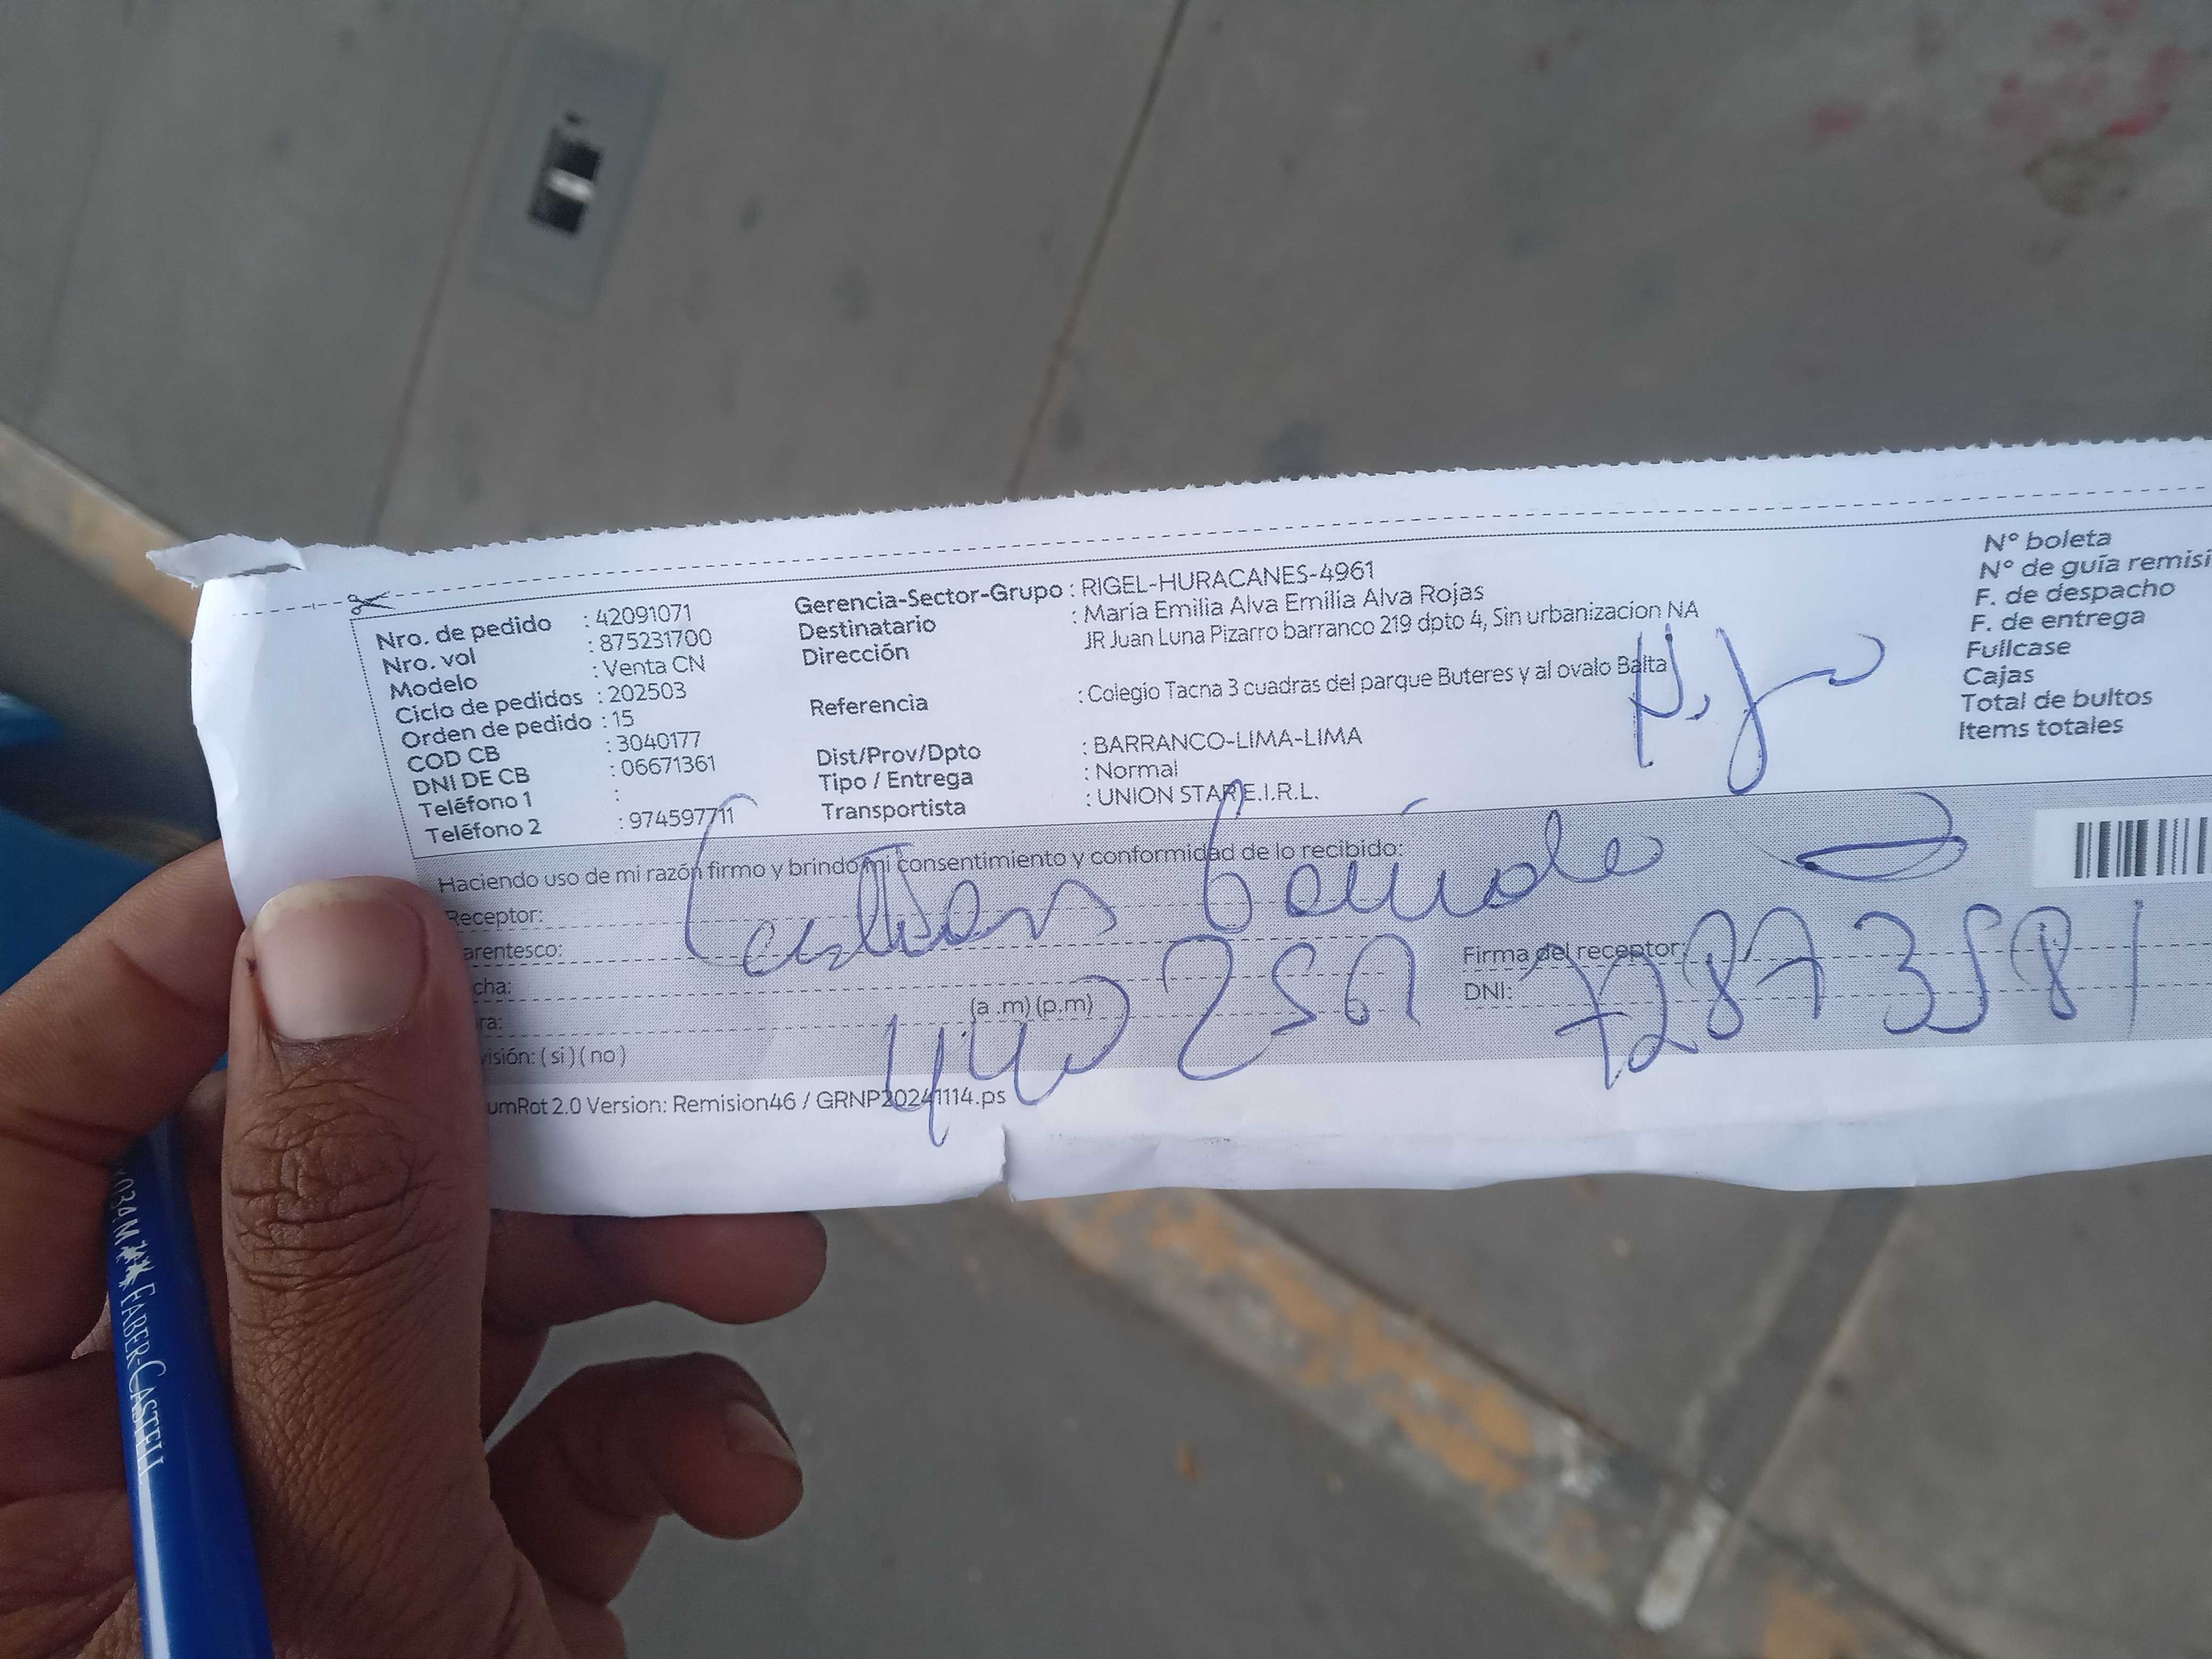 Nro. de pedido : 42091071
Nro. vol : 875231700
Modelo : Venta CN
Ciclo de pedidos : 202503
Orden de pedido : 15
COD CB : 3040177
DNI DE CB : 06671361
Teléfono 1 :
Teléfono 2 : 974597711
Gerencia-Sector-Grupo : RIGEL-HURACANES-4961
Destinatario : Maria Emilia Alva Emilia Alva Rojas
Dirección JR Juan Luna Pizarro barranco 219 dpto 4, Sin urbanizacion NA
Referencia : Colegio Tacna 3 cuadras del parque Buteres y al ovalo Balta
Dist/Prov/Dpto : BARRANCO-LIMA-LIMA
Tipo / Entrega : Normal
Transportista : UNION STAR E.I.R.L.
N° boleta
N° de guía remisi
F. de despacho
F. de entrega
Fullcase
Cajas
Total de bultos
Items totales
Haciendo uso de mi razón firmo y brindo mi consentimiento y conformidad de lo recibido:
Receptor:
arentesco:
cha:
ra: (a .m) (p.m)
visión: ( si ) ( no )
Firma del receptor:
DNI: 72873581
umRot 2.0 Version: Remision46 / GRNP20241114.ps
FABER-CASTELL